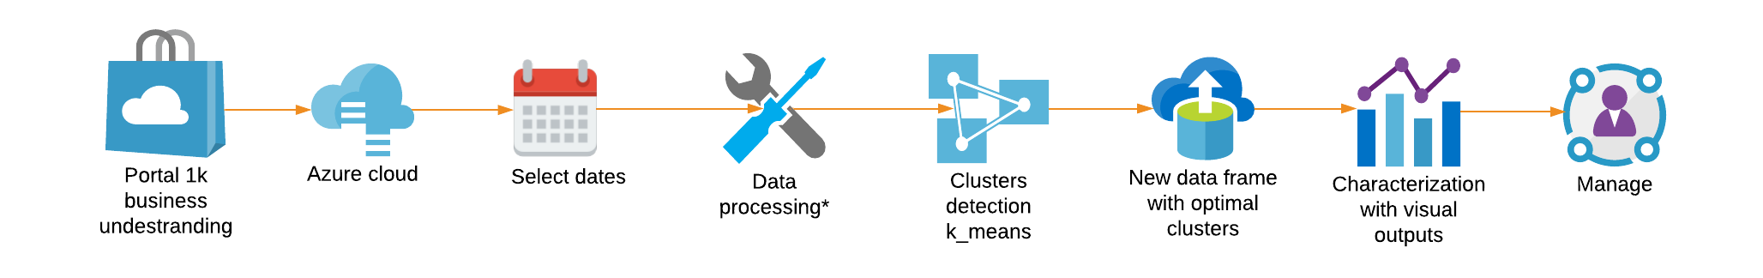 Portal 1k
business
undestranding
Azure cloud
Select dates
Data
processing*
Clusters
detection
k_means
New data frame
with optimal
clusters
Characterization
with visual
outputs
Manage